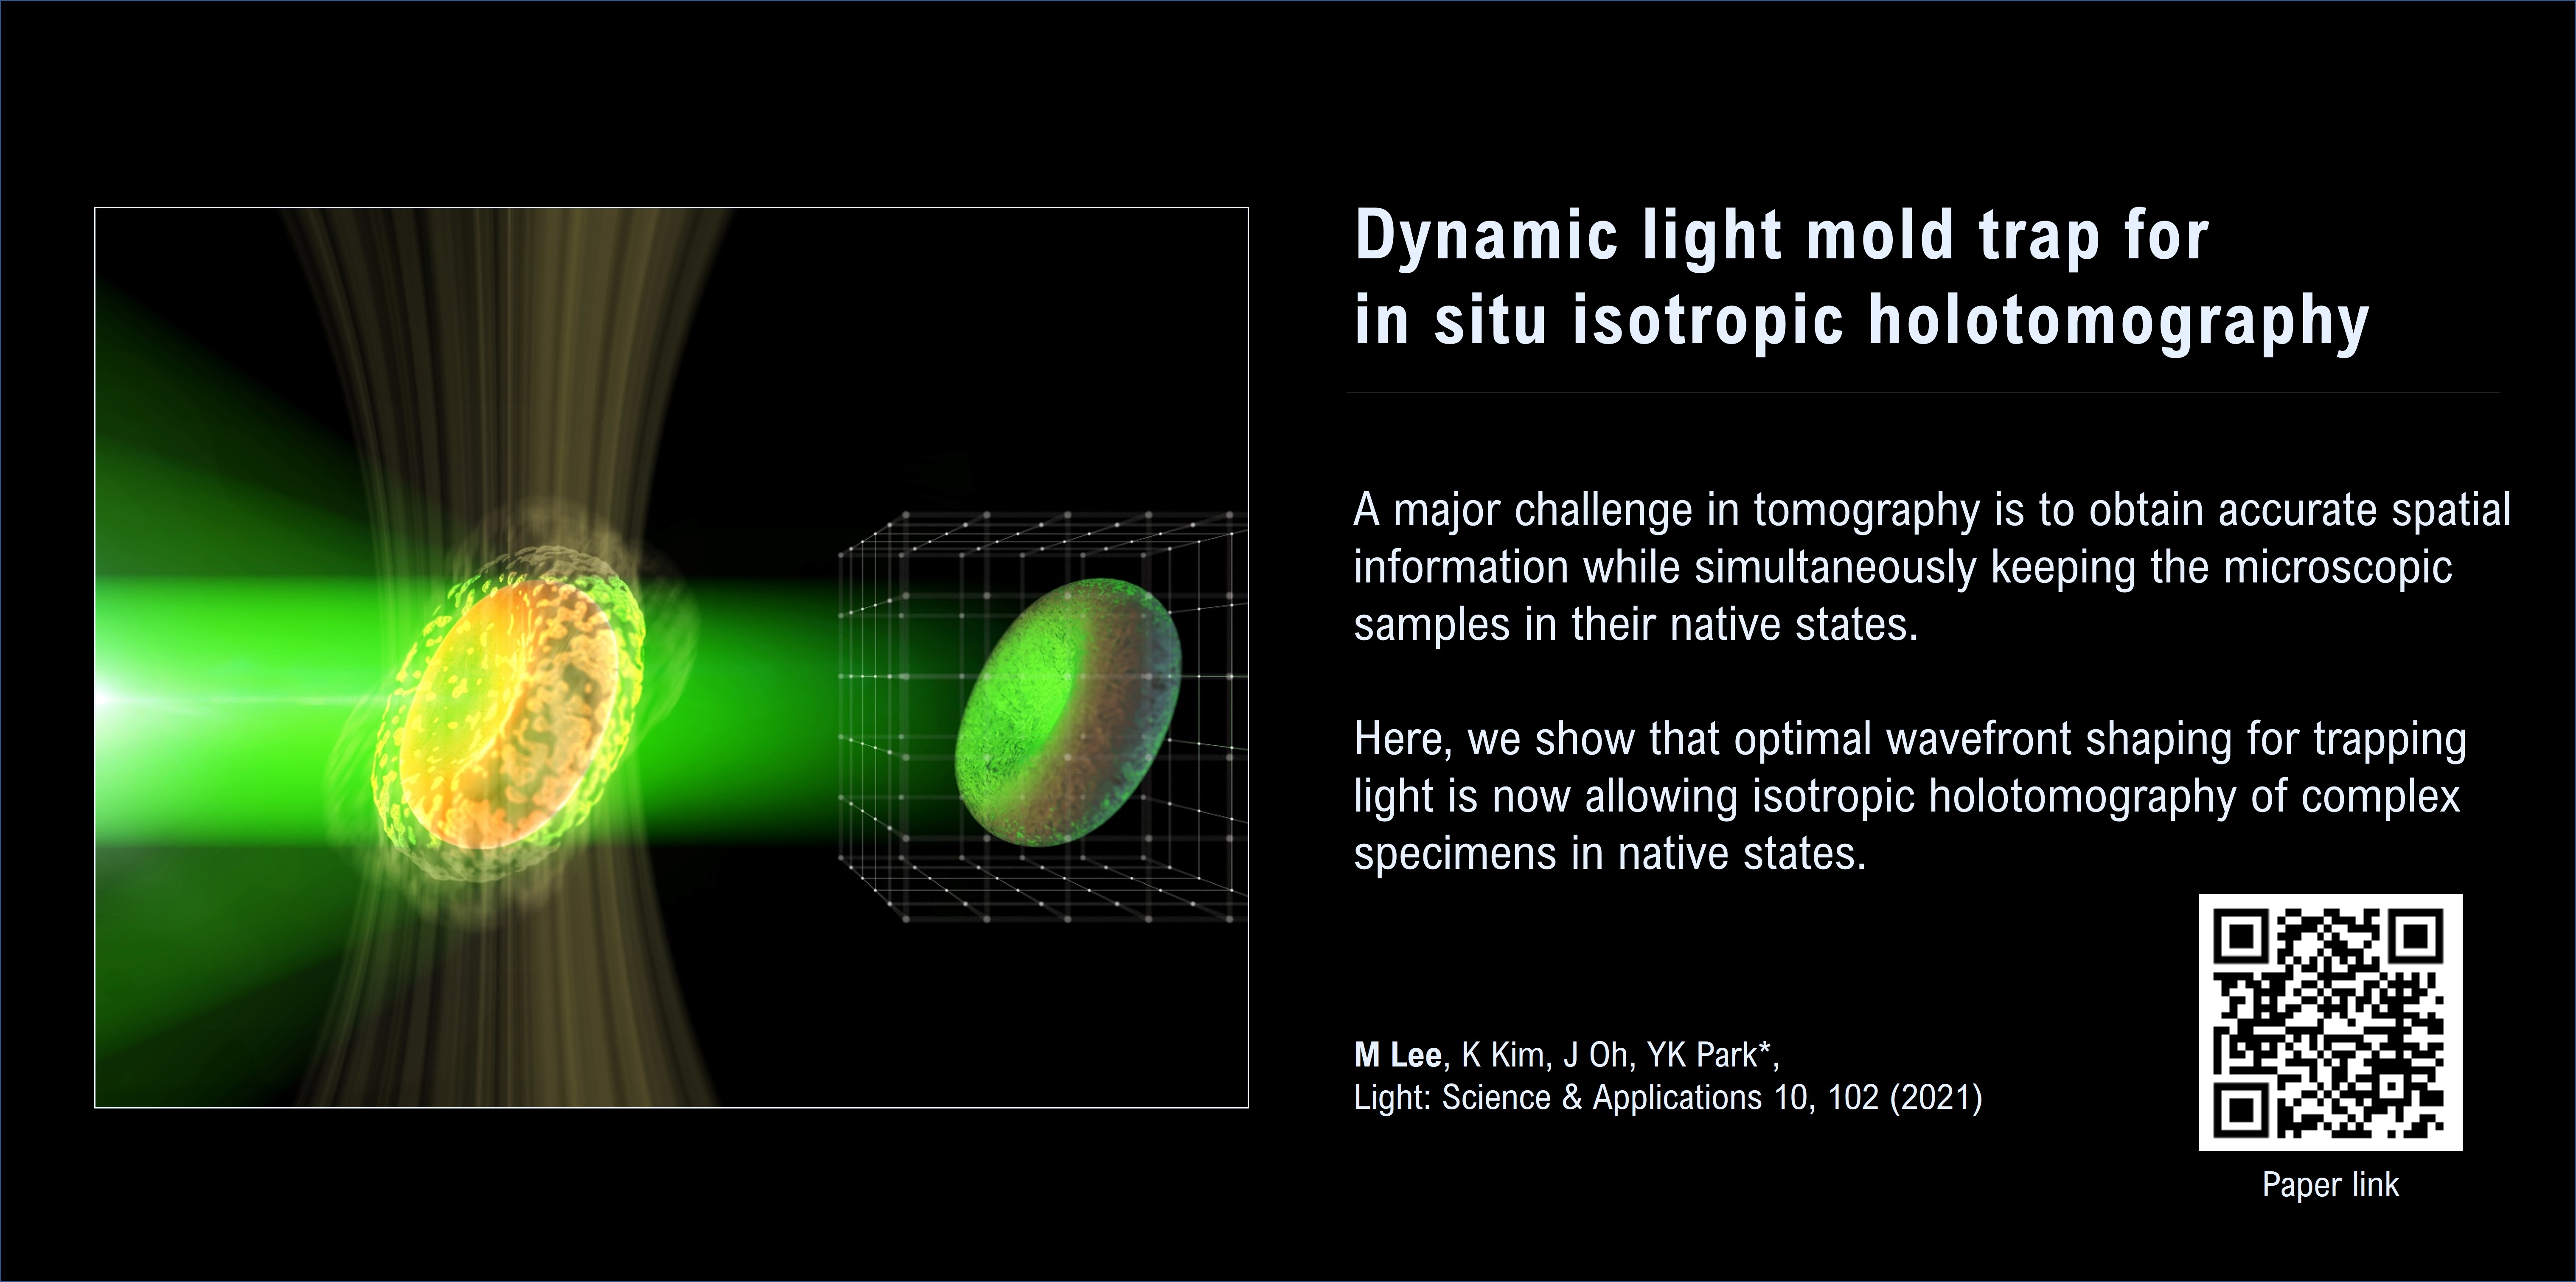 Dynamic light mold trap for
in situ isotropic holotomography
A major challenge in tomography is to obtain accurate spatial
information while simultaneously keeping the microscopic
samples in their native states.
Here, we show that optimal wavefront shaping for trapping
light is now allowing isotropic holotomography of complex
specimens in native states.
M Lee, K Kim, J Oh, YK Park*,
Light: Science & Applications 10, 102 (2021)
Paper link